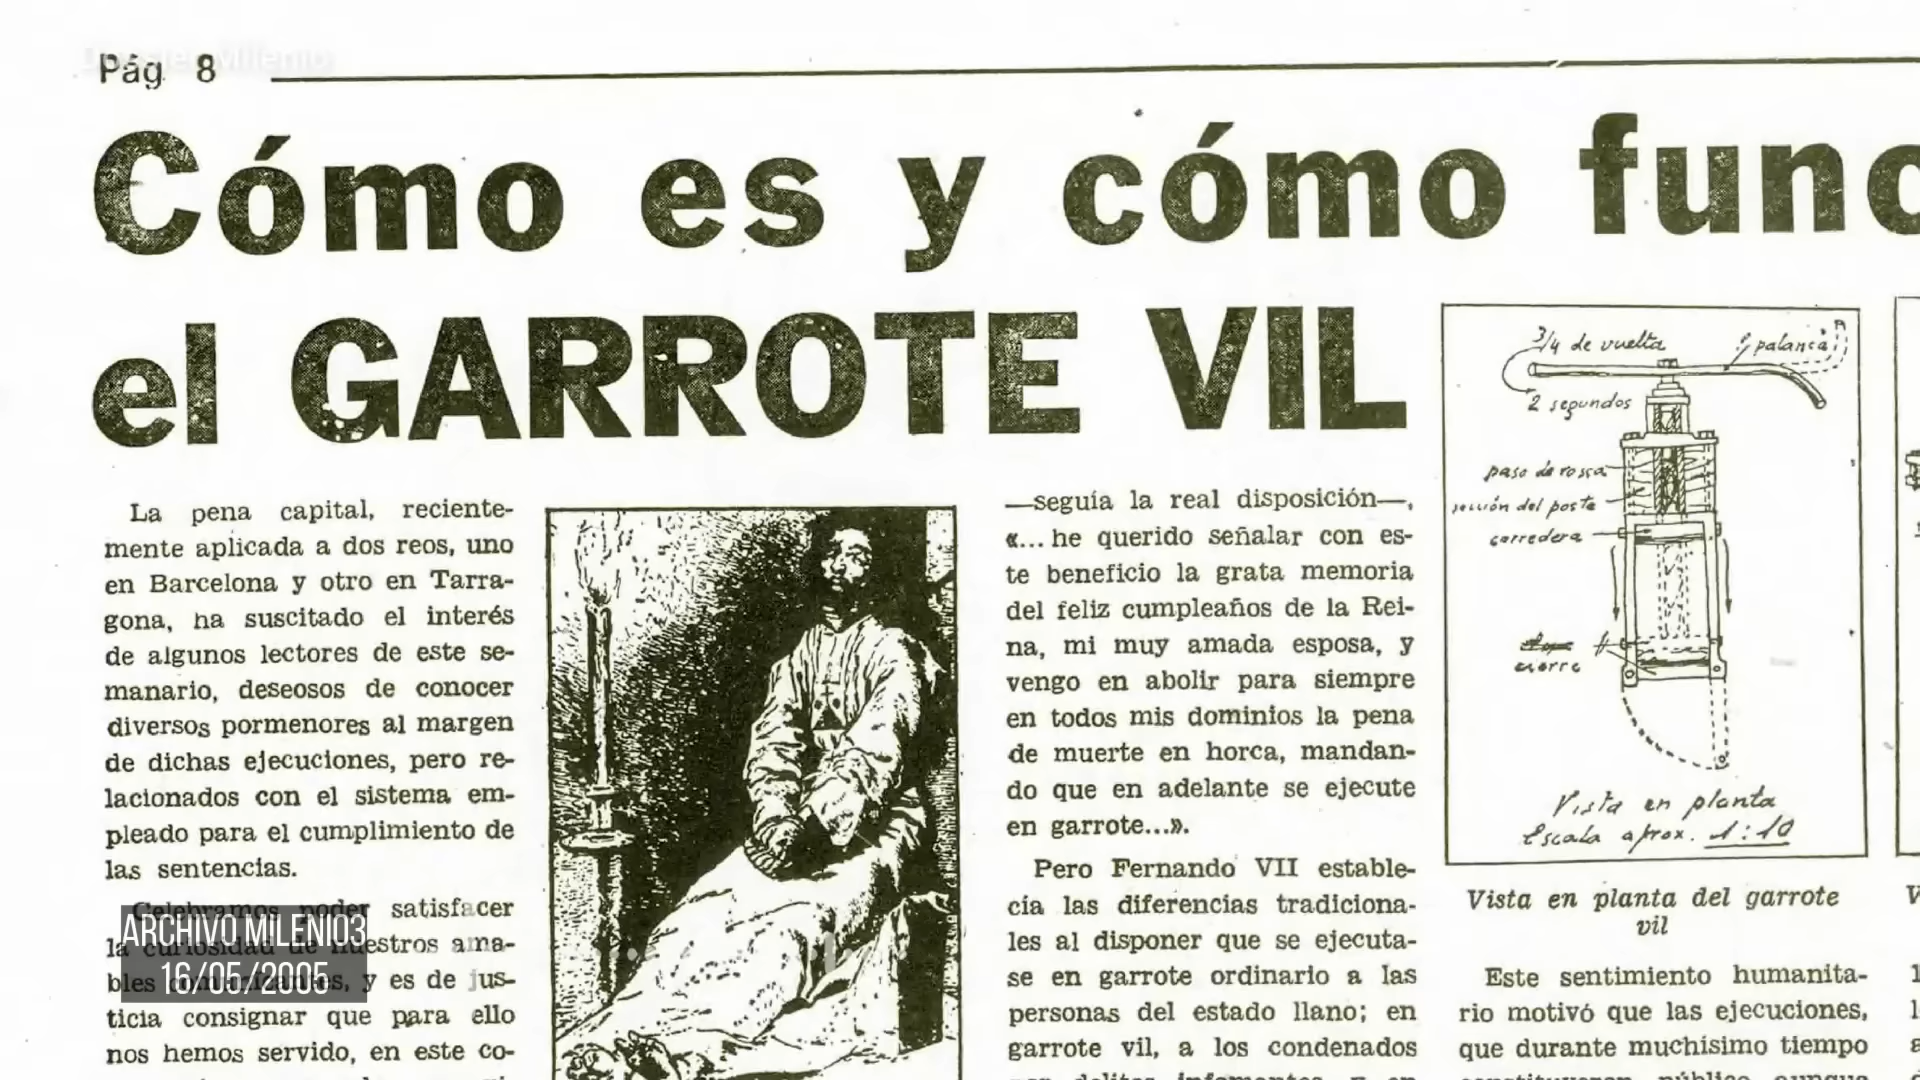 Pág 8
Cómo es y cómo func
el GARROTE VIL
La pena capital, reciente-
mente aplicada a dos reos, uno
en Barcelona y otro en Tarra-
gona, ha suscitado el interés
de algunos lectores de este se-
manario, deseosos de conocer
diversos pormenores al margen
de dichas ejecuciones, pero re-
lacionados con el sistema em-
pleado para el cumplimiento de
las sentencias.
Celebramos poder satisfacer
la curiosidad de nuestros ama-
bles comunicantes, y es de jus-
ticia consignar que para ello
nos hemos servido, en este co-
ARCHIVO MILENIO3
16/05/2005
—seguía la real disposición—,
«... he querido señalar con es-
te beneficio la grata memoria
del feliz cumpleaños de la Rei-
na, mi muy amada esposa, y
vengo en abolir para siempre
en todos mis dominios la pena
de muerte en horca, mandan-
do que en adelante se ejecute
en garrote...».
Pero Fernando VII estable-
cía las diferencias tradiciona-
les al disponer que se ejecuta-
se en garrote ordinario a las
personas del estado llano; en
garrote vil, a los condenados
3/4 de vuelta
palanca
2 segundos
paso de rosca
sección del poste
corredera
cierre
Vista en planta
Escala aprox. 1:10
Vista en planta del garrote
vil
Este sentimiento humanita-
rio motivó que las ejecuciones,
que durante muchisimo tiempo